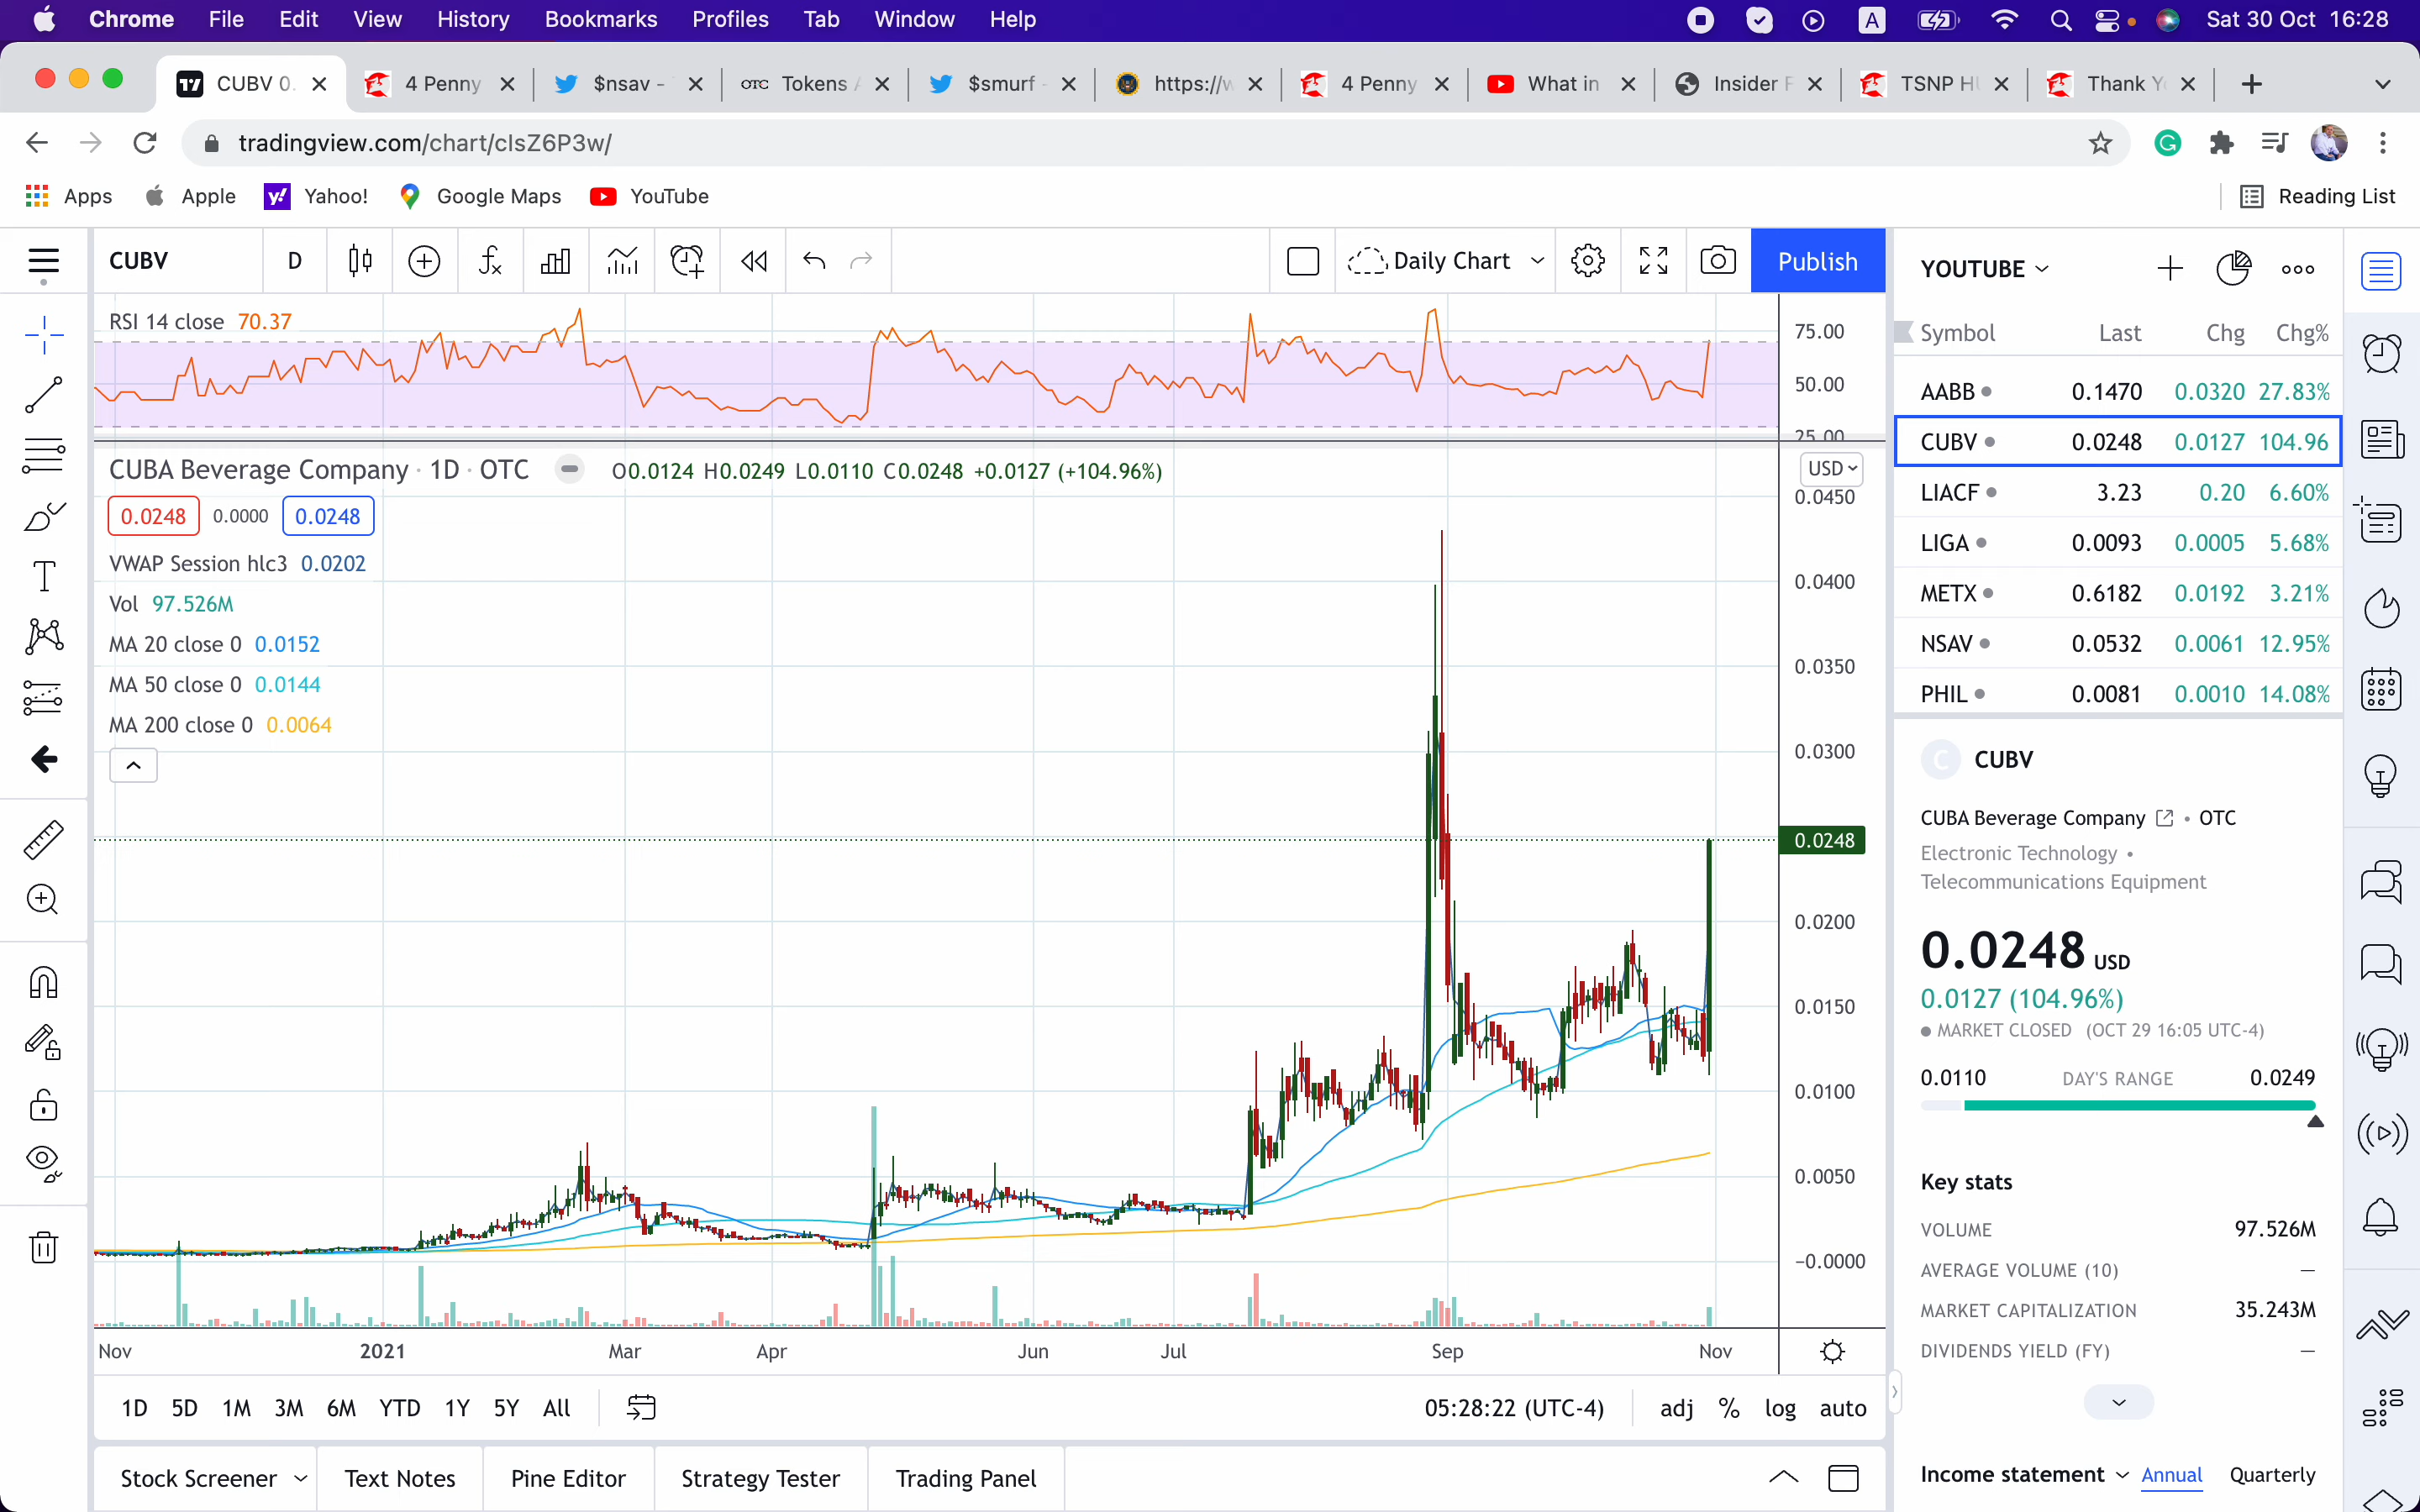 Chrome File Edit View History Bookmarks Profiles Tab Window Help A Sat 30 Oct 16:28
CUBV 0. 4 Penny $nsav - OTC Tokens $smurf - https://w 4 Penny What in Insider F TSNP HU Thank Y
tradingview.com/chart/cIsZ6P3w/
Apps Apple Yahoo! Google Maps YouTube Reading List
CUBV D Daily Chart Publish
YOUTUBE
RSI 14 close 70.37
75.00
50.00
25.00
CUBA Beverage Company · 1D · OTC O0.0124 H0.0249 L0.0110 C0.0248 +0.0127 (+104.96%)
USD
0.0248 0.0000 0.0248
VWAP Session hlc3 0.0202
Vol 97.526M
MA 20 close 0 0.0152
MA 50 close 0 0.0144
MA 200 close 0 0.0064
0.0450
0.0400
0.0350
0.0300
0.0248
0.0200
0.0150
0.0100
0.0050
−0.0000
Nov 2021 Mar Apr Jun Jul Sep Nov
1D 5D 1M 3M 6M YTD 1Y 5Y All 05:28:22 (UTC-4) adj % log auto
Stock Screener Text Notes Pine Editor Strategy Tester Trading Panel
Symbol Last Chg Chg%
AABB 0.1470 0.0320 27.83%
CUBV 0.0248 0.0127 104.96
LIACF 3.23 0.20 6.60%
LIGA 0.0093 0.0005 5.68%
METX 0.6182 0.0192 3.21%
NSAV 0.0532 0.0061 12.95%
PHIL 0.0081 0.0010 14.08%
C CUBV
CUBA Beverage Company • OTC
Electronic Technology •
Telecommunications Equipment
0.0248 USD
0.0127 (104.96%)
MARKET CLOSED (OCT 29 16:05 UTC-4)
0.0110 DAY'S RANGE 0.0249
Key stats
VOLUME 97.526M
AVERAGE VOLUME (10) —
MARKET CAPITALIZATION 35.243M
DIVIDENDS YIELD (FY) —
Income statement Annual Quarterly